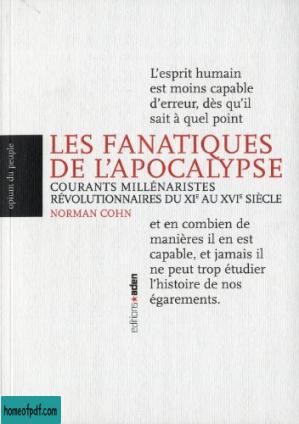 L'esprit humain
est moins capable
d'erreur, dès qu'il
sait à quel point
opium du peuple
LES FANATIQUES
DE L'APOCALYPSE
COURANTS MILLÉNARISTES
RÉVOLUTIONNAIRES DU XIE AU XVIE SIÈCLE
NORMAN COHN
et en combien de
manières il en est
capable, et jamais il
ne peut trop étudier
l'histoire de nos
égarements.
editions★aden
homeofpdf.com